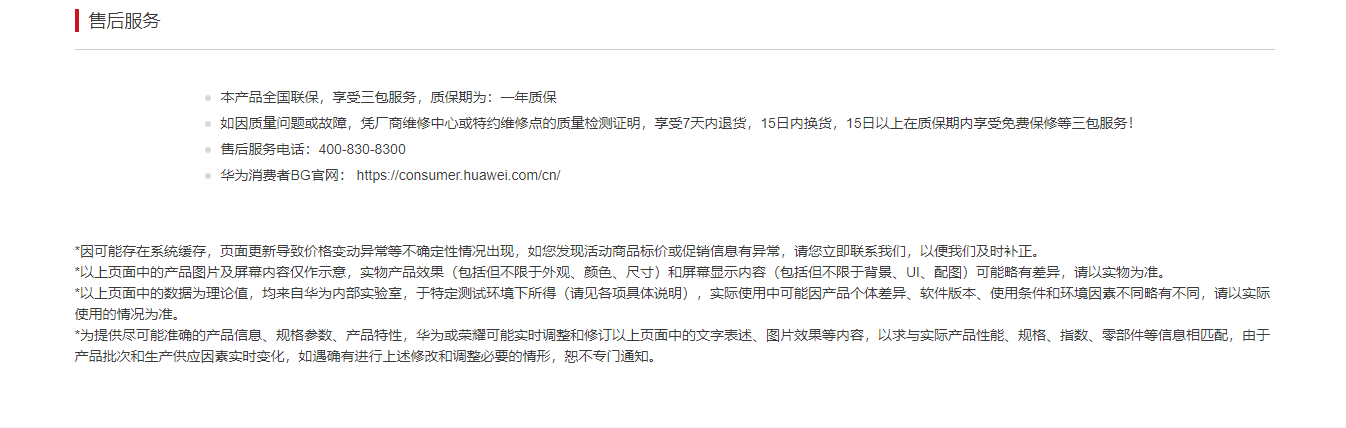 售后服务
本产品全国联保，享受三包服务，质保期为：一年质保
如因质量问题或故障，凭厂商维修中心或特约维修点的质量检测证明，享受7天内退货，15日内换货，15日以上在质保期内享受免费保修等三包服务！
售后服务电话：400-830-8300
华为消费者BG官网： https://consumer.huawei.com/cn/
*因可能存在系统缓存，页面更新导致价格变动异常等不确定性情况出现，如您发现活动商品标价或促销信息有异常，请您立即联系我们，以便我们及时补正。
*以上页面中的产品图片及屏幕内容仅作示意，实物产品效果（包括但不限于外观、颜色、尺寸）和屏幕显示内容（包括但不限于背景、UI、配图）可能略有差异，请以实物为准。
*以上页面中的数据为理论值，均来自华为内部实验室，于特定测试环境下所得（请见各项具体说明），实际使用中可能因产品个体差异、软件版本、使用条件和环境因素不同略有不同，请以实际
使用的情况为准。
*为提供尽可能准确的产品信息、规格参数、产品特性，华为或荣耀可能实时调整和修订以上页面中的文字表述、图片效果等内容，以求与实际产品性能、规格、指数、零部件等信息相匹配，由于
产品批次和生产供应因素实时变化，如遇确有进行上述修改和调整必要的情形，恕不专门通知。